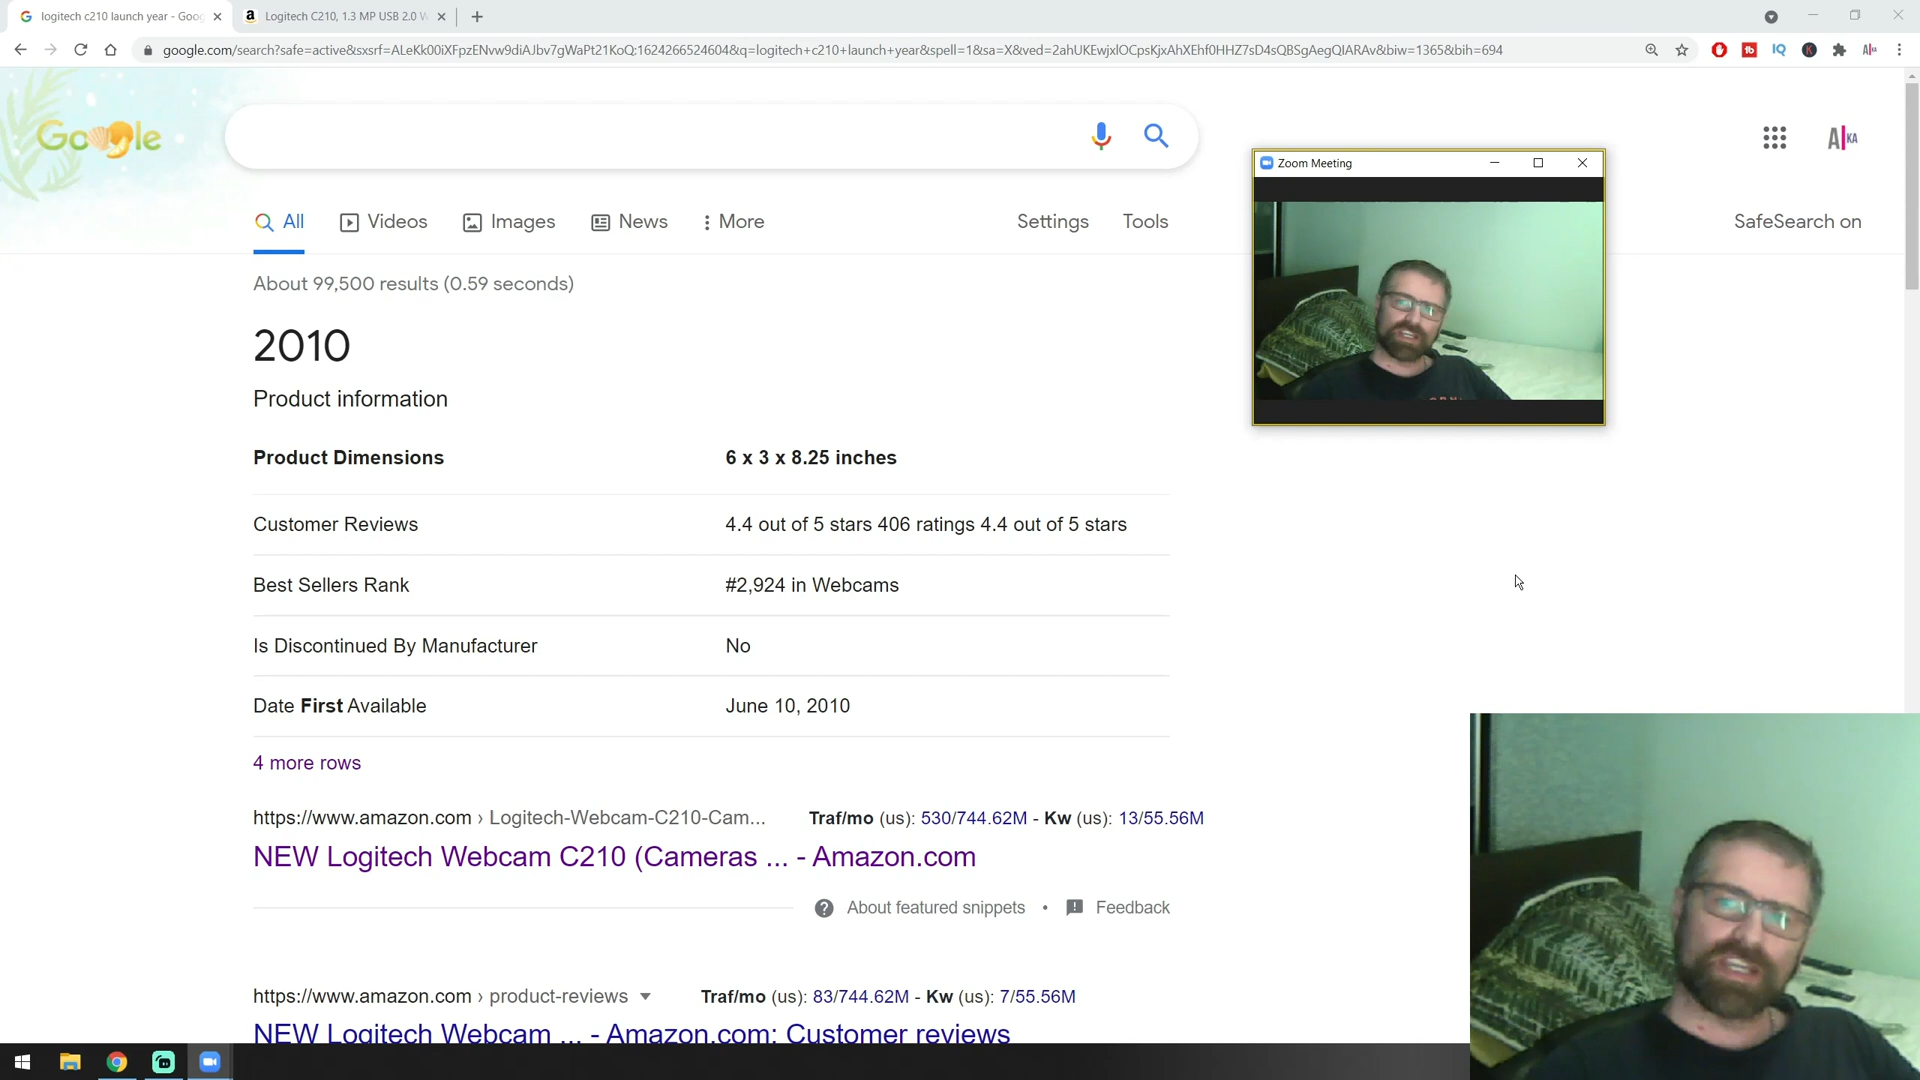 logitech c210 launch year - Goog
Logitech C210, 1.3 MP USB 2.0 W
google.com/search?safe=active&sxsrf=ALeKk00iXFpzENvw9diAJbv7gWaPt21KoQ:1624266524604&q=logitech+c210+launch+year&spell=1&sa=X&ved=2ahUKEwjxlOCpsKjxAhXEhf0HHZ7sD4sQBSgAegQIARAv&biw=1365&bih=694
Google
A|KA
Zoom Meeting
All Videos Images News More Settings Tools SafeSearch on
About 99,500 results (0.59 seconds)
2010
Product information
Product Dimensions 6 x 3 x 8.25 inches
Customer Reviews 4.4 out of 5 stars 406 ratings 4.4 out of 5 stars
Best Sellers Rank #2,924 in Webcams
Is Discontinued By Manufacturer No
Date First Available June 10, 2010
4 more rows
https://www.amazon.com › Logitech-Webcam-C210-Cam... Traf/mo (us): 530/744.62M - Kw (us): 13/55.56M
NEW Logitech Webcam C210 (Cameras ... - Amazon.com
About featured snippets • Feedback
https://www.amazon.com › product-reviews Traf/mo (us): 83/744.62M - Kw (us): 7/55.56M
NEW Logitech Webcam ... - Amazon.com: Customer reviews